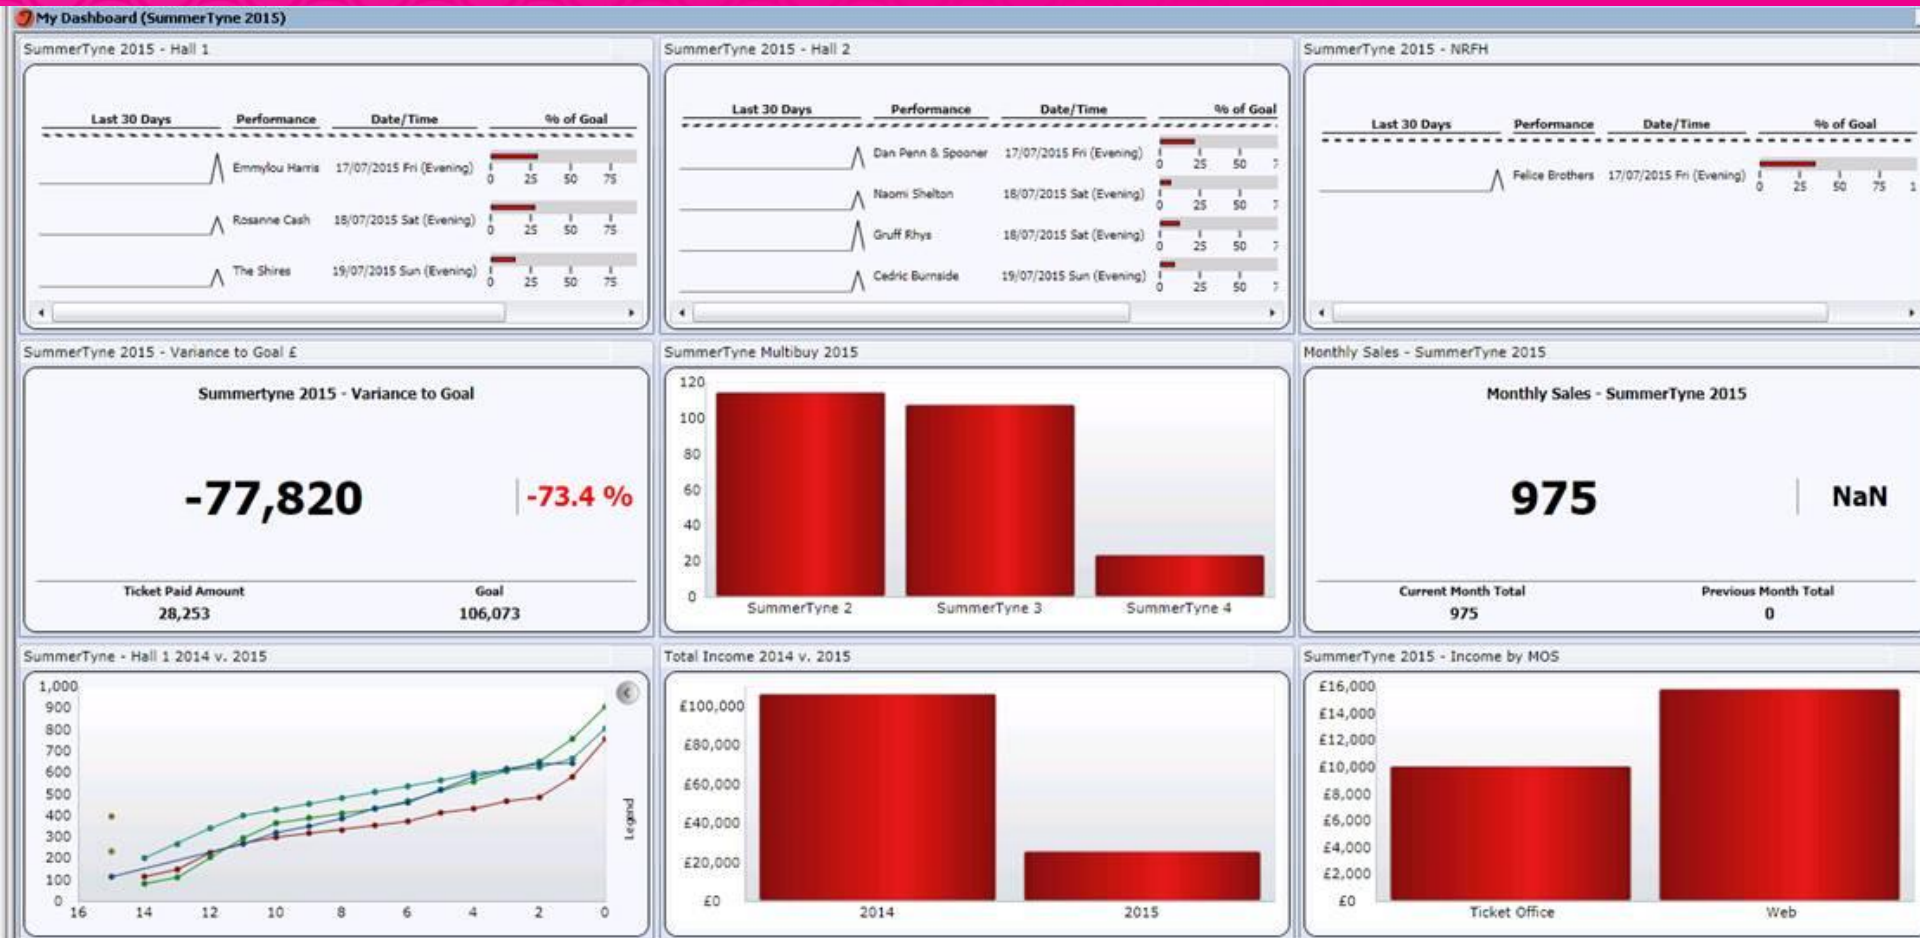 My Dashboard (SummerTyne 2015)
SummerTyne 2015 - Hall 1
Last 30 Days Performance Date/Time % of Goal
Emmylou Harris 17/07/2015 Fri (Evening)
0 25 50 75
Rosanne Cash 18/07/2015 Sat (Evening)
0 25 50 75
The Shires 19/07/2015 Sun (Evening)
0 25 50 75
SummerTyne 2015 - Hall 2
Last 30 Days Performance Date/Time % of Goal
Dan Penn & Spooner 17/07/2015 Fri (Evening)
0 25 50 7
Naomi Shelton 18/07/2015 Sat (Evening)
0 25 50 7
Gruff Rhys 18/07/2015 Sat (Evening)
0 25 50 7
Cedric Burnside 19/07/2015 Sun (Evening)
0 25 50 7
SummerTyne 2015 - NRFH
Last 30 Days Performance Date/Time % of Goal
Felice Brothers 17/07/2015 Fri (Evening)
0 25 50 75 1
SummerTyne 2015 - Variance to Goal £
Summertyne 2015 - Variance to Goal
-77,820 -73.4 %
Ticket Paid Amount Goal
28,253 106,073
SummerTyne Multibuy 2015
120
100
80
60
40
20
0
SummerTyne 2 SummerTyne 3 SummerTyne 4
Monthly Sales - SummerTyne 2015
Monthly Sales - SummerTyne 2015
975 NaN
Current Month Total Previous Month Total
975 0
SummerTyne - Hall 1 2014 v. 2015
1,000
900
800
700
600
500
400
300
200
100
0
16 14 12 10 8 6 4 2 0
Legend
Total Income 2014 v. 2015
£100,000
£80,000
£60,000
£40,000
£20,000
£0
2014 2015
SummerTyne 2015 - Income by MOS
£16,000
£14,000
£12,000
£10,000
£8,000
£6,000
£4,000
£2,000
£0
Ticket Office Web